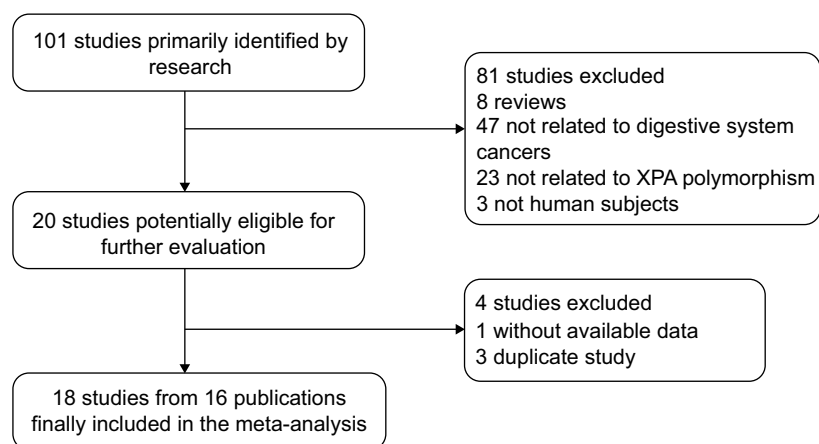 101 studies primarily identified by
research
81 studies excluded
8 reviews
47 not related to digestive system
cancers
23 not related to XPA polymorphism
3 not human subjects
20 studies potentially eligible for
further evaluation
4 studies excluded
1 without available data
3 duplicate study
18 studies from 16 publications
finally included in the meta-analysis